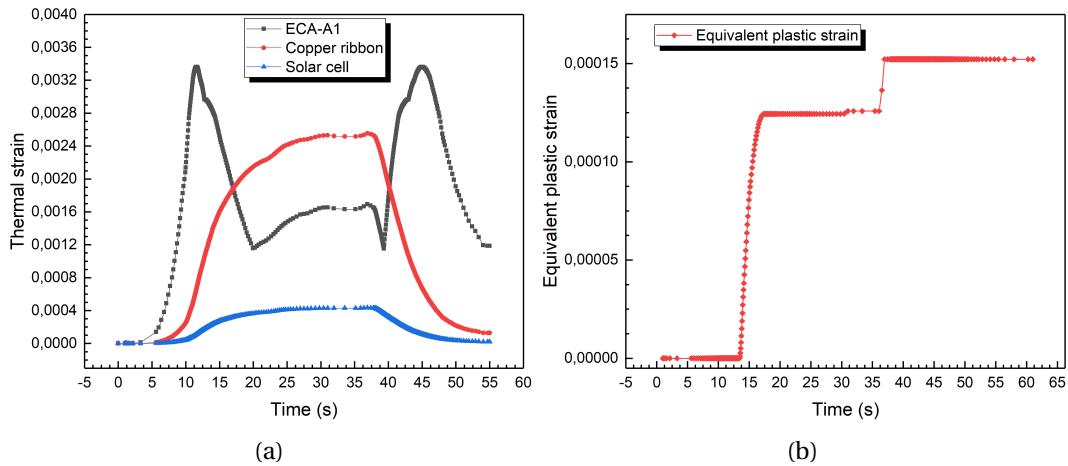 0,0040
0,0036
0,0032
0,0028
0,0024
0,0020
0,0016
0,0012
0,0008
0,0004
0,0000
Thermal strain
ECA-A1
Copper ribbon
Solar cell
-5 0 5 10 15 20 25 30 35 40 45 50 55 60
Time (s)
(a)
0,00015
0,00010
0,00005
0,00000
Equivalent plastic strain
Equivalent plastic strain
-5 0 5 10 15 20 25 30 35 40 45 50 55 60 65
Time (s)
(b)